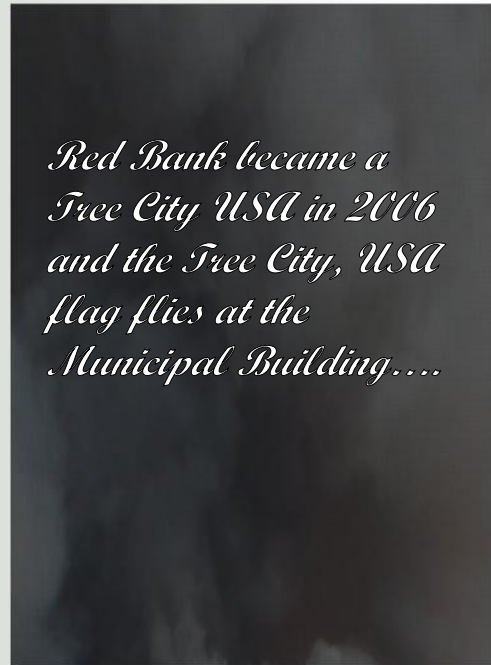 Red Bank became a
Tree City USA in 2006
and the Tree City, USA
flag flies at the
Municipal Building....